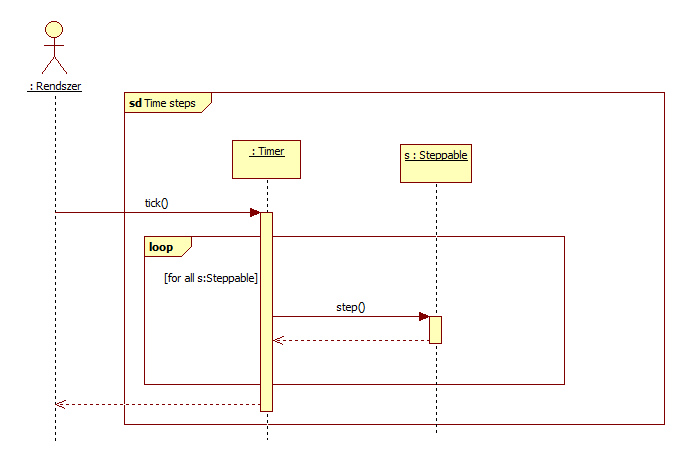 : Rendszer
sd Time steps
: Timer
s : Steppable
tick()
loop
[for all s:Steppable]
step()